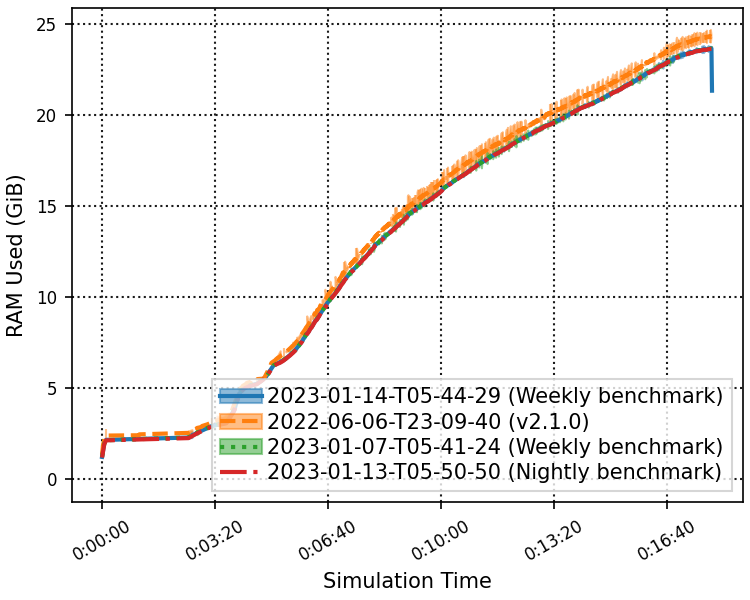 25
20
15
10
5
0
RAM Used (GiB)
2023-01-14-T05-44-29 (Weekly benchmark)
2022-06-06-T23-09-40 (v2.1.0)
2023-01-07-T05-41-24 (Weekly benchmark)
2023-01-13-T05-50-50 (Nightly benchmark)
0:00:00
0:03:20
0:06:40
0:10:00
0:13:20
0:16:40
Simulation Time